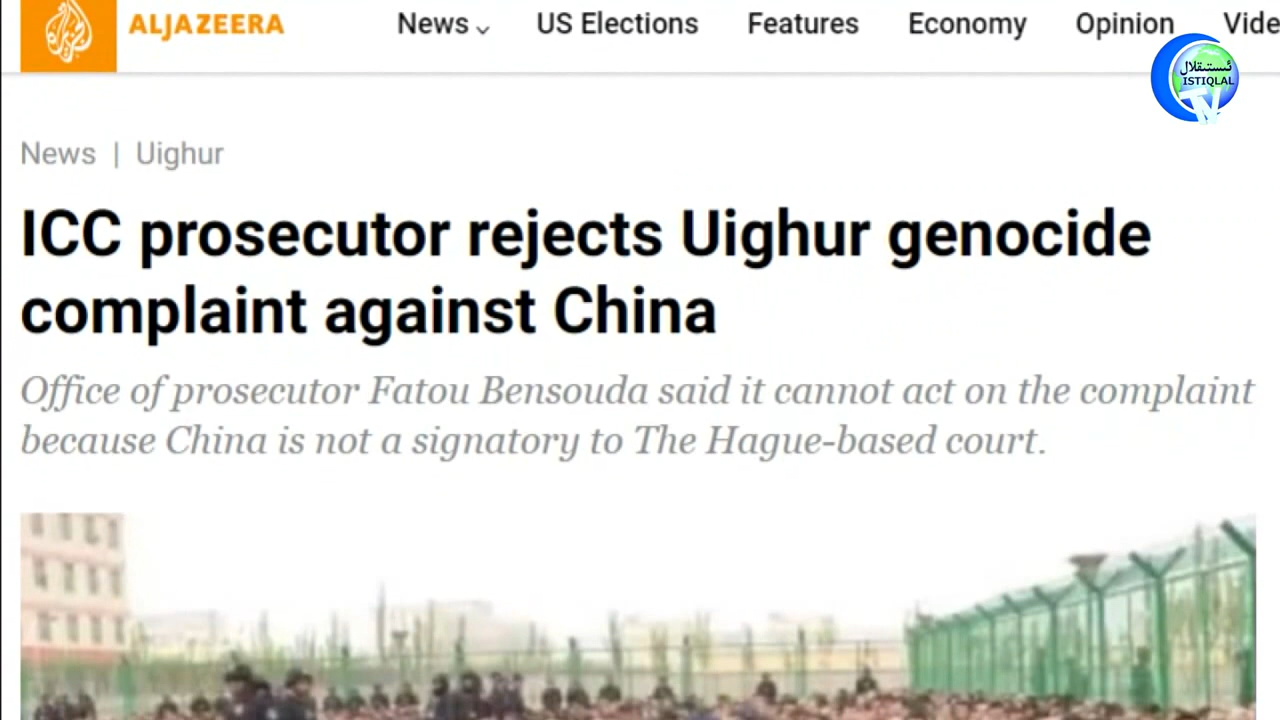 ALJAZEERA
News
US Elections
Features
Economy
Opinion
Vide
ئىستىقلال
ISTIQLAL
TV
News | Uighur
ICC prosecutor rejects Uighur genocide
complaint against China
Office of prosecutor Fatou Bensouda said it cannot act on the complaint
because China is not a signatory to The Hague-based court.